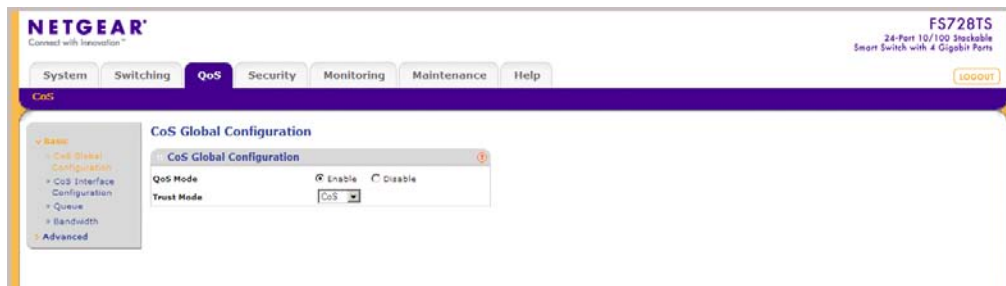 NETGEAR®
Connect with Innovation™
FS728TS
24-Port 10/100 Stackable
Smart Switch with 4 Gigabit Ports
System Switching QoS Security Monitoring Maintenance Help
LOGOUT
CoS
Basic
CoS Global
Configuration
CoS Interface
Configuration
Queue
Bandwidth
Advanced
CoS Global Configuration
CoS Global Configuration
QoS Mode Enable Disable
Trust Mode CoS